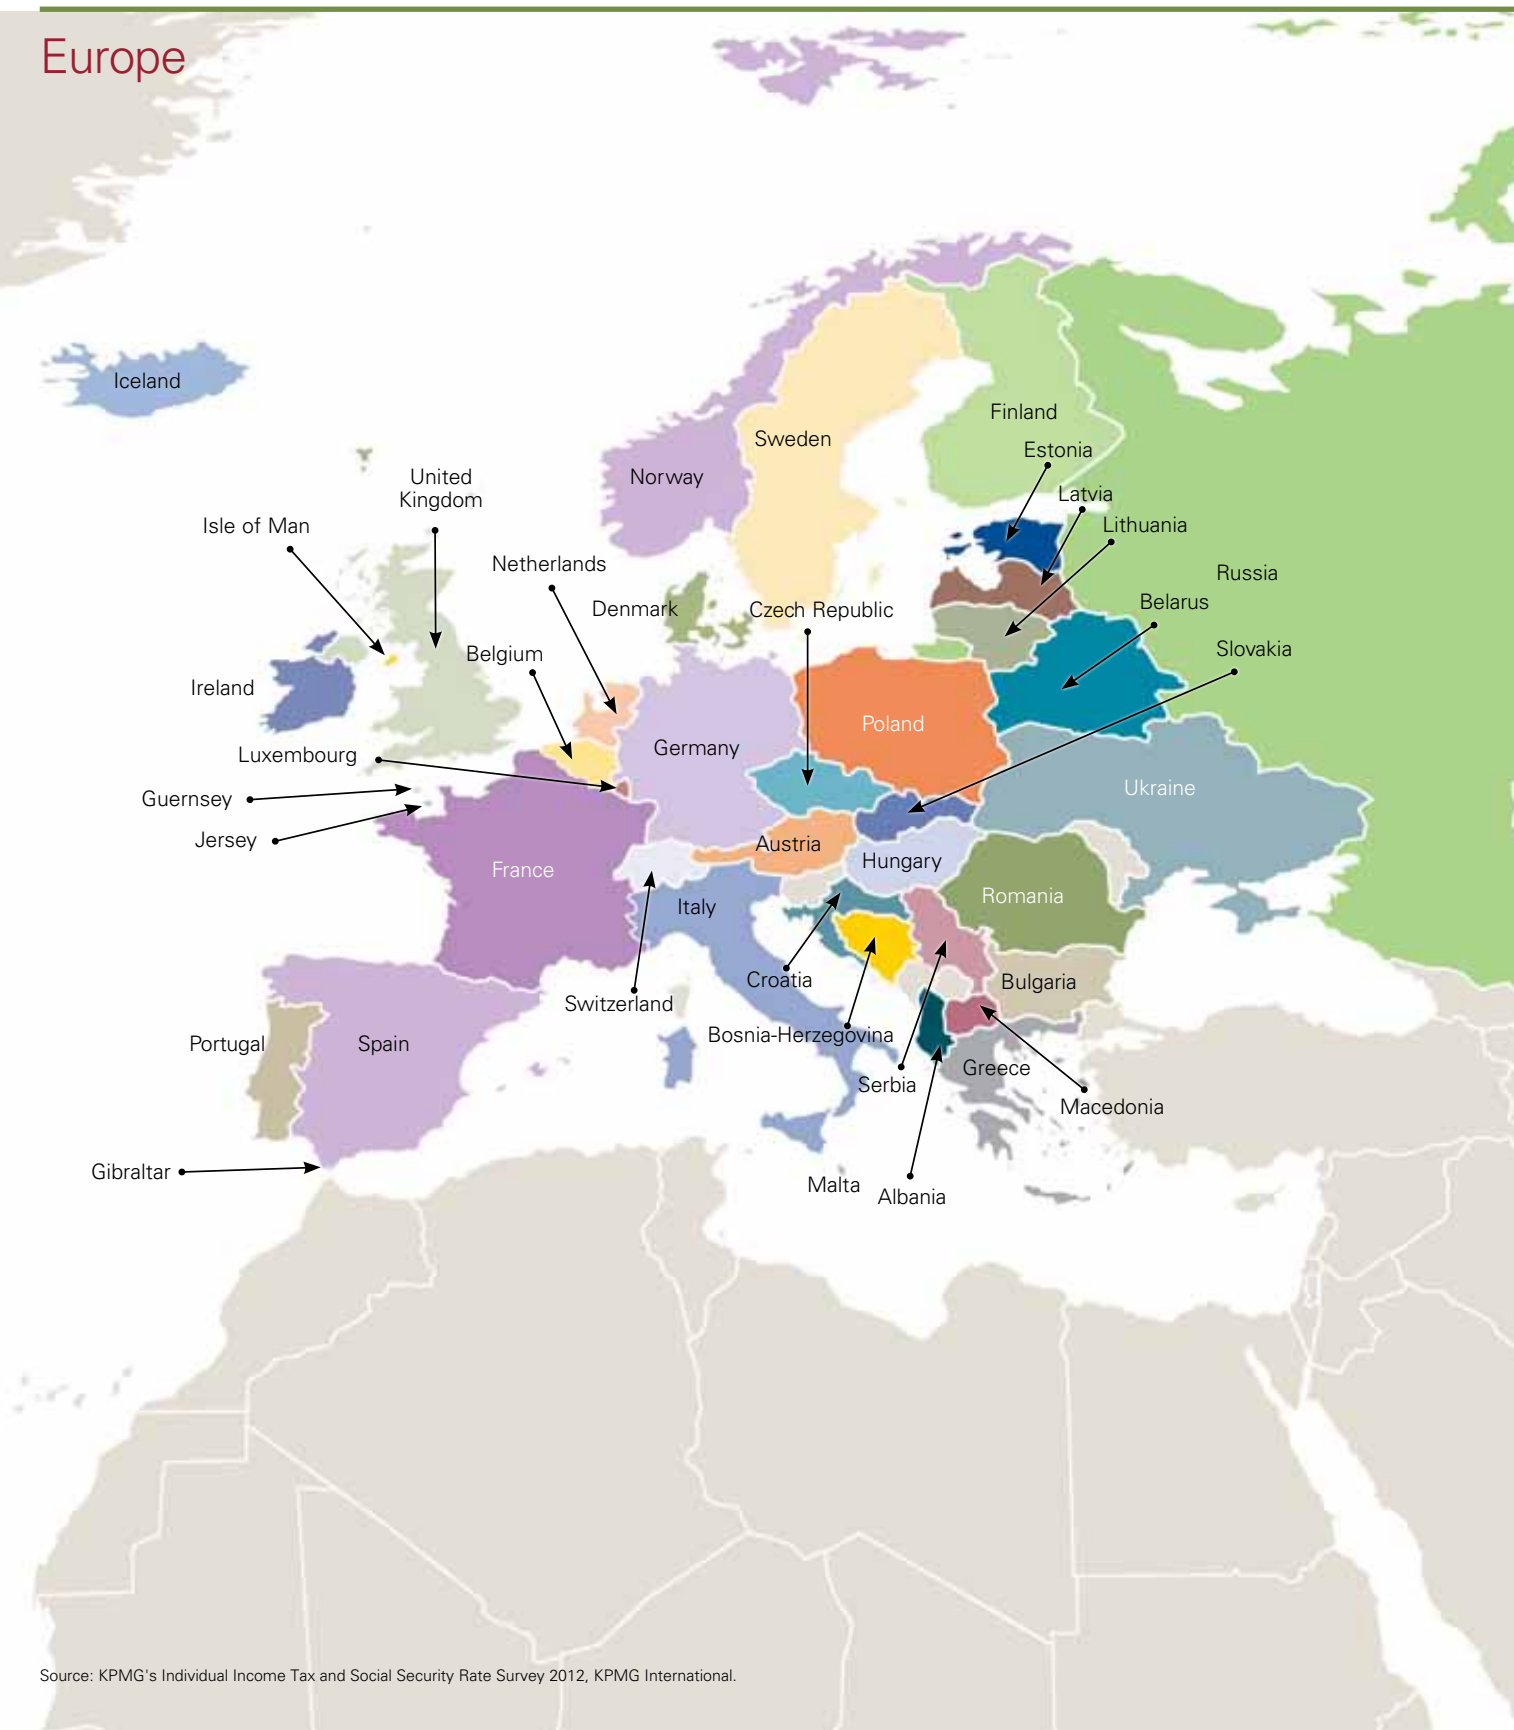 Europe
Iceland
Finland
Sweden
Estonia
Norway
United
Kingdom
Latvia
Isle of Man
Lithuania
Netherlands
Russia
Denmark
Czech Republic
Belarus
Belgium
Slovakia
Ireland
Poland
Germany
Luxembourg
Ukraine
Guernsey
Jersey
Austria
Hungary
France
Romania
Italy
Croatia
Bulgaria
Switzerland
Bosnia-Herzegovina
Portugal
Spain
Greece
Serbia
Macedonia
Gibraltar
Malta
Albania
Source: KPMG's Individual Income Tax and Social Security Rate Survey 2012, KPMG International.